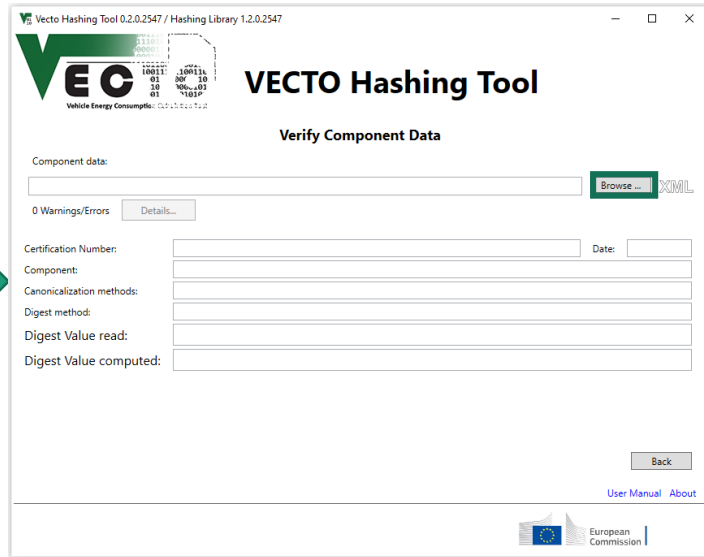 Vecto Hashing Tool 0.2.0.2547 / Hashing Library 1.2.0.2547
VECTO
Vehicle Energy Consumption
VECTO Hashing Tool
Verify Component Data
Component data:
Browse ... XML
0 Warnings/Errors Details...
Certification Number: Date:
Component:
Canonicalization methods:
Digest method:
Digest Value read:
Digest Value computed:
Back
User Manual About
European
Commission